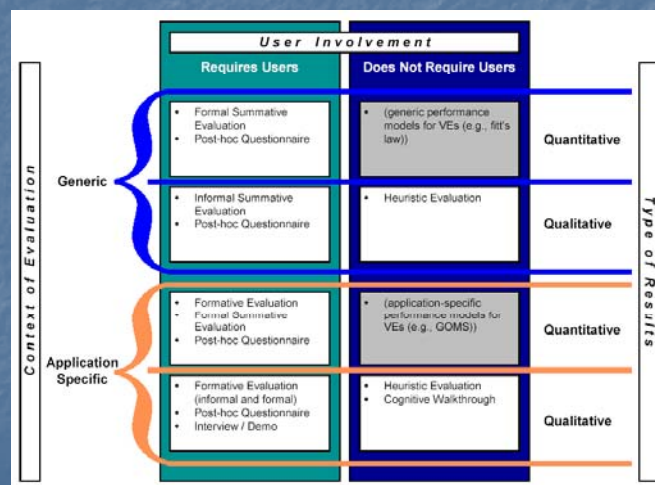 User Involvement
Requires Users
Does Not Require Users
Context of Evaluation
Type of Results
Generic
• Formal Summative
Evaluation
• Post-hoc Questionnaire
• (generic performance
models for VEs (e.g., fitt's
law))
Quantitative
• Informal Summative
Evaluation
• Post-hoc Questionnaire
• Heuristic Evaluation
Qualitative
Application
Specific
• Formative Evaluation
• Formal Summative
Evaluation
• Post-hoc Questionnaire
• (application-specific
performance models for
VEs (e.g., GOMS))
Quantitative
• Formative Evaluation
(informal and formal)
• Post-hoc Questionnaire
• Interview / Demo
• Heuristic Evaluation
• Cognitive Walkthrough
Qualitative